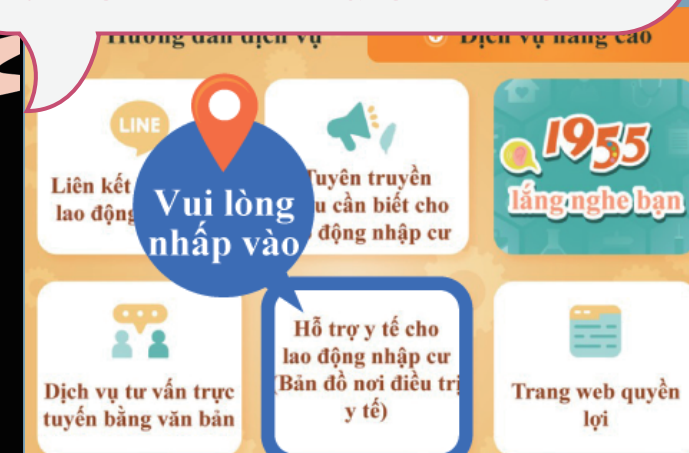 Hướng dẫn dịch vụ
Dịch vụ nâng cao
LINE
Liên kết
lao động
Vui lòng
nhấp vào
Tuyên truyền
cần biết cho
động nhập cư
1955
lắng nghe bạn
Dịch vụ tư vấn trực
tuyến bằng văn bản
Hỗ trợ y tế cho
lao động nhập cư
(Bản đồ nơi điều trị
y tế)
Trang web quyền
lợi